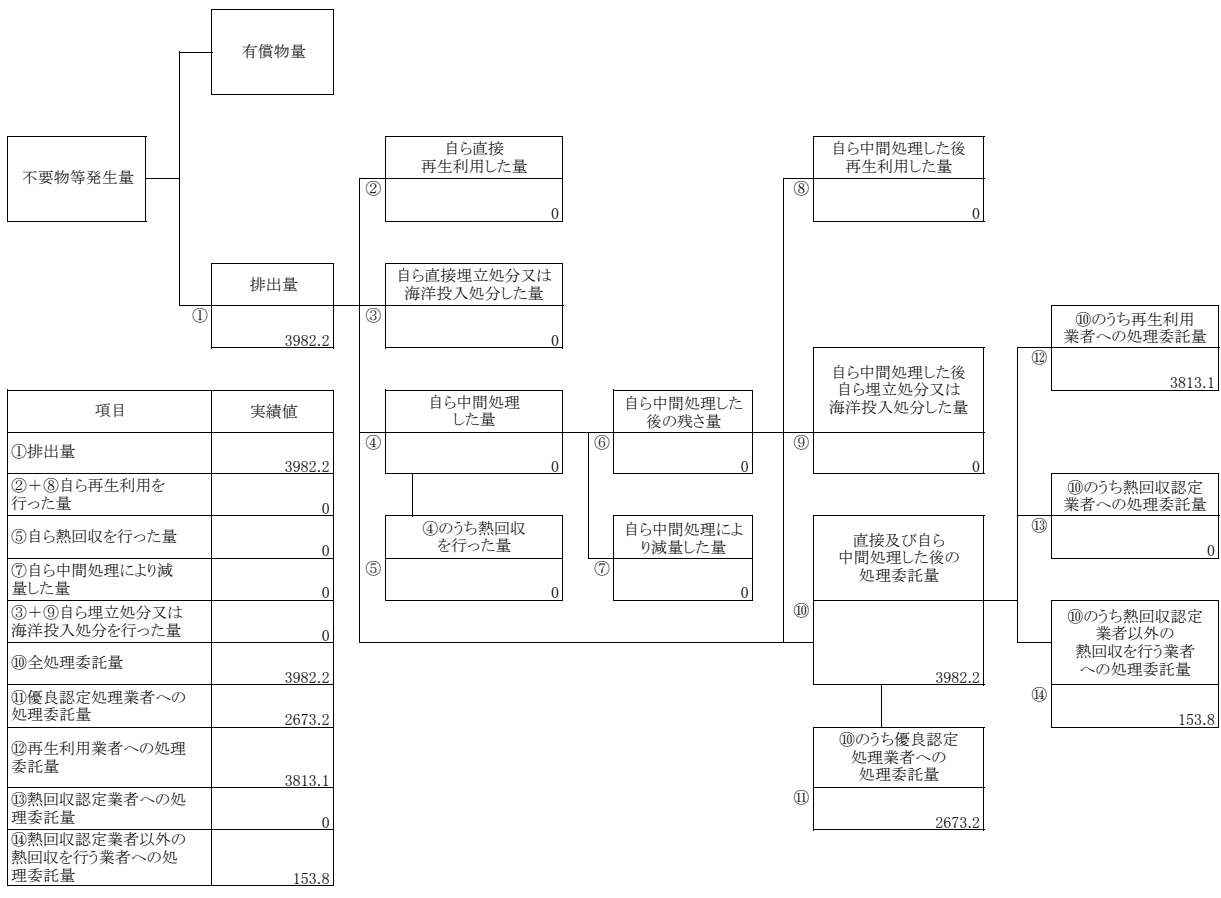 有償物量
不要物等発生量
自ら直接
再生利用した量
②
0
自ら中間処理した後
再生利用した量
⑧
0
排出量
①
3982.2
自ら直接埋立処分又は
海洋投入処分した量
③
0
⑩のうち再生利用
業者への処理委託量
⑫
3813.1
自ら中間処理
した量
④
0
自ら中間処理した
後の残さ量
⑥
0
自ら中間処理した後
自ら埋立処分又は
海洋投入処分した量
⑨
0
⑩のうち熱回収認定
業者への処理委託量
⑬
0
④のうち熱回収
を行った量
⑤
0
自ら中間処理によ
り減量した量
⑦
0
直接及び自ら
中間処理した後の
処理委託量
⑩
3982.2
⑩のうち熱回収認定
業者以外の
熱回収を行う業者
への処理委託量
⑭
153.8
⑩のうち優良認定
処理業者への
処理委託量
⑪
2673.2
項目
実績値
①排出量
3982.2
②+⑧自ら再生利用を
行った量
0
⑤自ら熱回収を行った量
0
⑦自ら中間処理により減
量した量
0
③+⑨自ら埋立処分又は
海洋投入処分を行った量
0
⑩全処理委託量
3982.2
⑪優良認定処理業者への
処理委託量
2673.2
⑫再生利用業者への処理
委託量
3813.1
⑬熱回収認定業者への処
理委託量
0
⑭熱回収認定業者以外の
熱回収を行う業者への処
理委託量
153.8